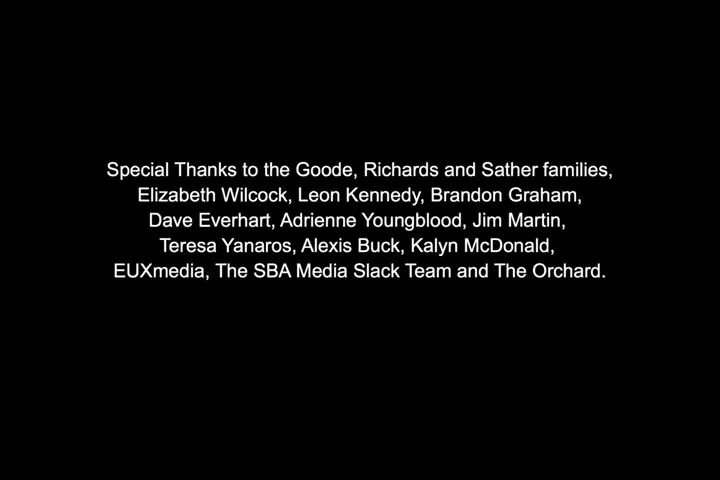 Special Thanks to the Goode, Richards and Sather families,
Elizabeth Wilcock, Leon Kennedy, Brandon Graham,
Dave Everhart, Adrienne Youngblood, Jim Martin,
Teresa Yanaros, Alexis Buck, Kalyn McDonald,
EUXmedia, The SBA Media Slack Team and The Orchard.